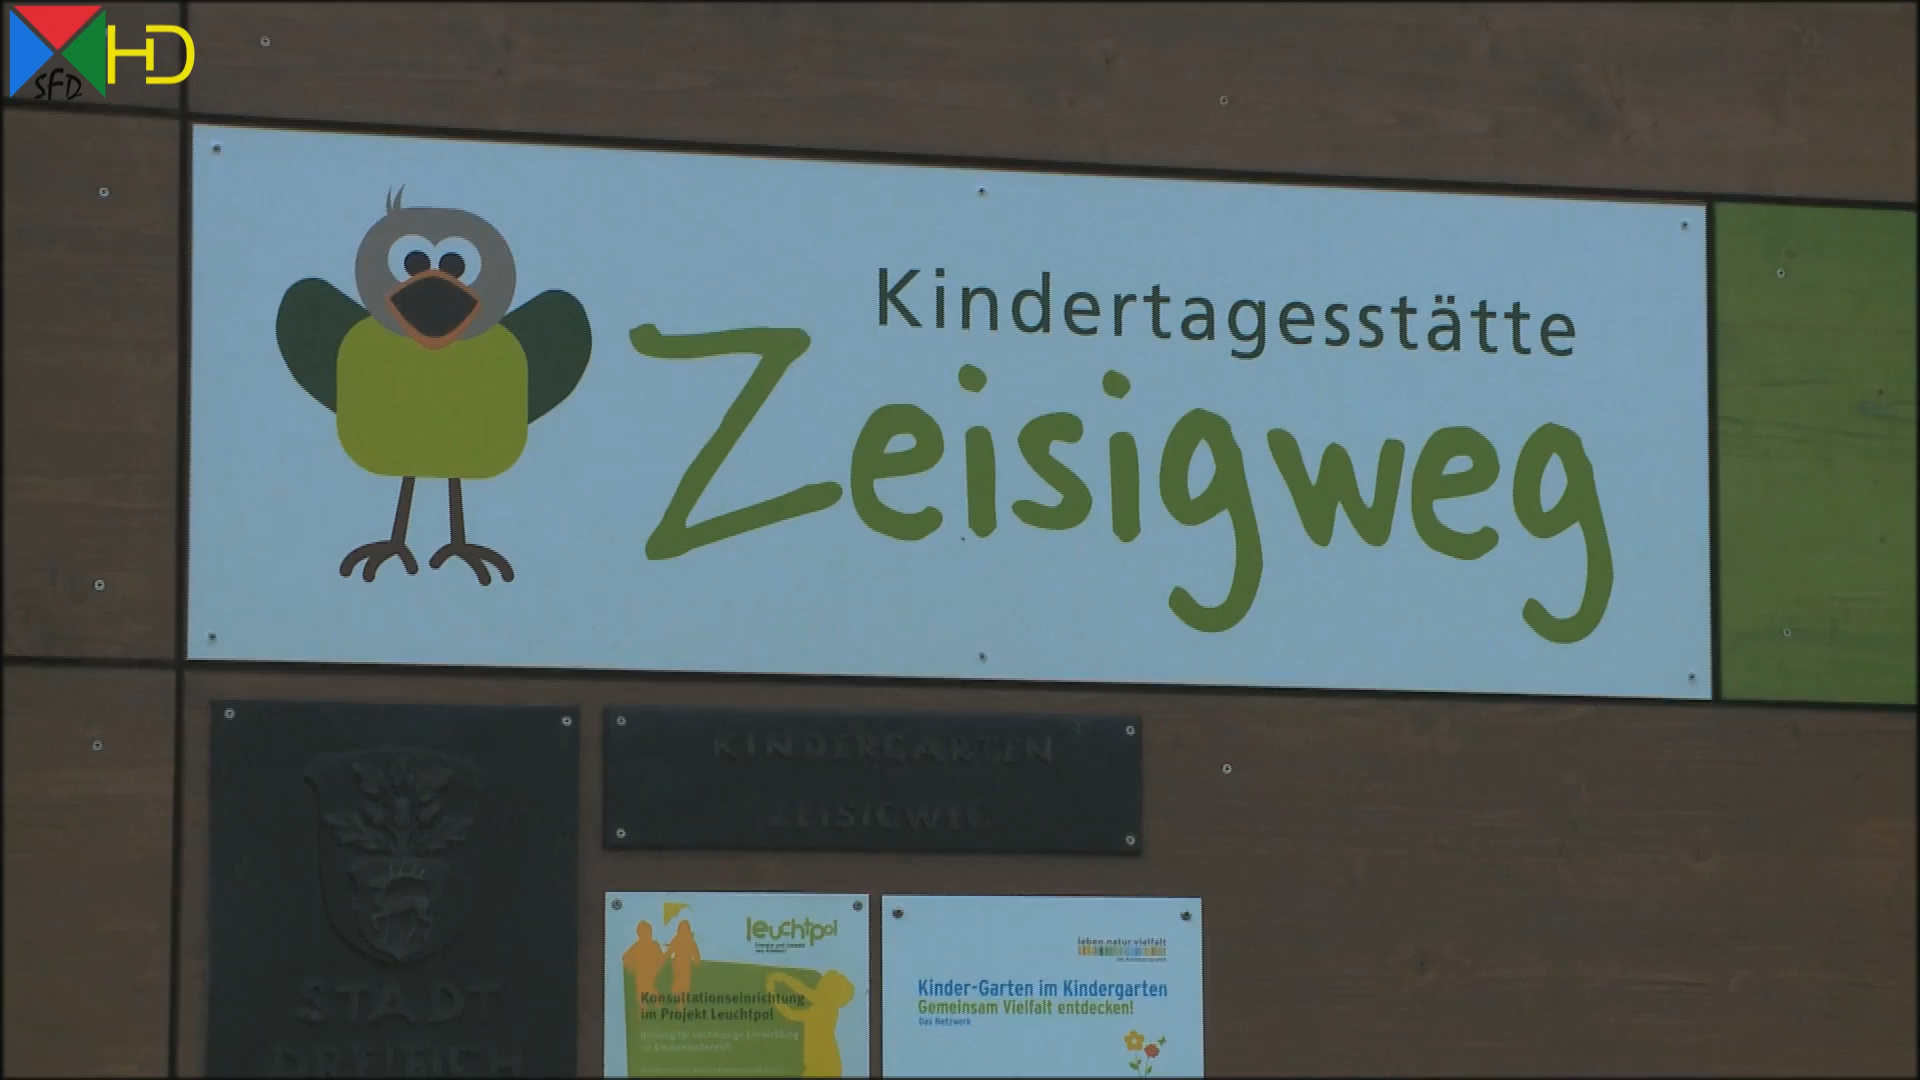 SFD HD
Kindertagesstätte
Zeisigweg
KINDERGARTEN
ZEISIGWEG
STADT
DREIEICH
leuchtpol
Konsultationseinrichtung
im Projekt Leuchtpol
leben.natur.vielfalt
Kinder-Garten im Kindergarten
Gemeinsam Vielfalt entdecken!
Das Netzwerk